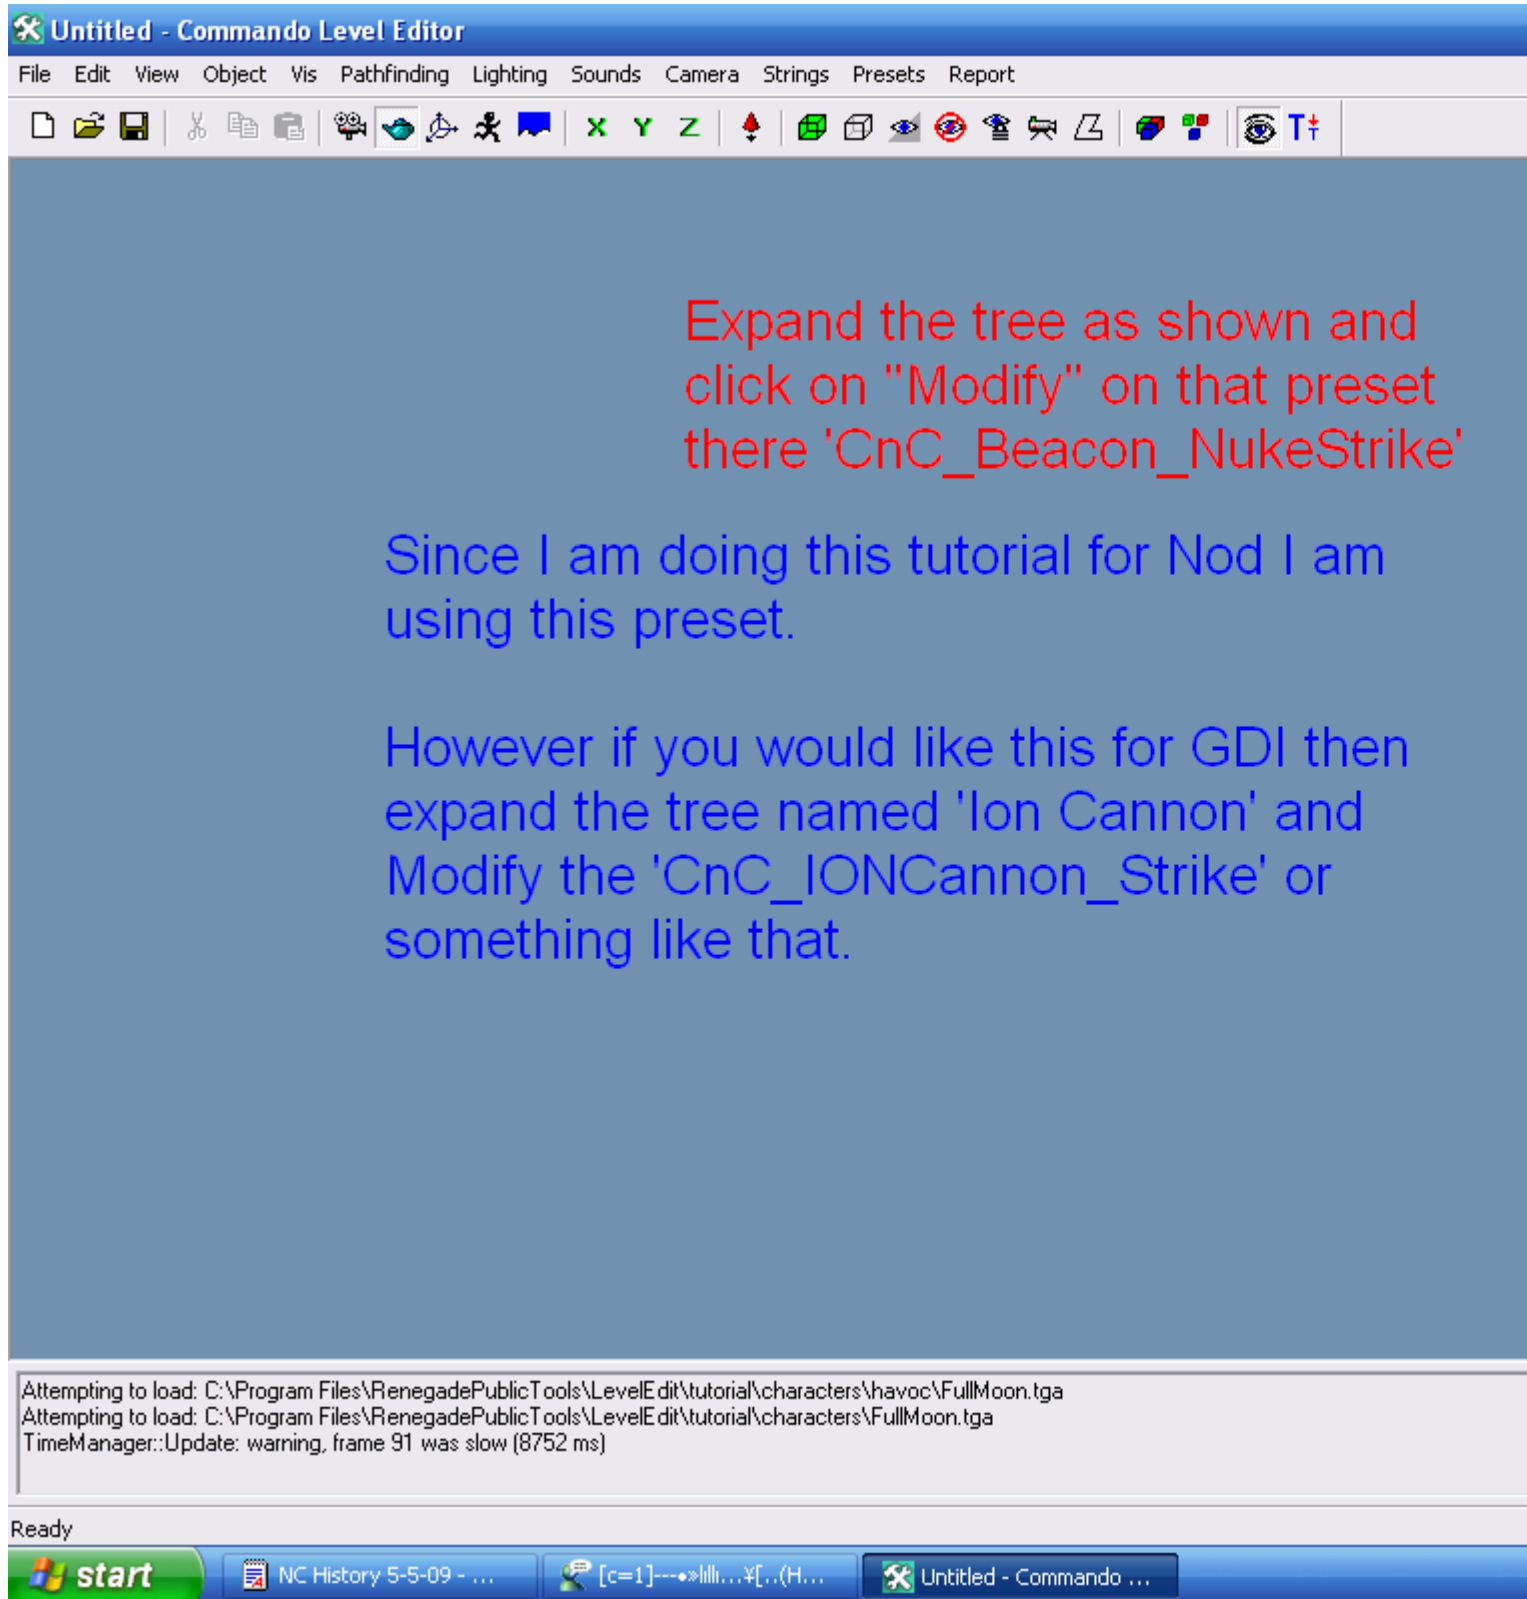 Untitled - Commando Level Editor
File Edit View Object Vis Pathfinding Lighting Sounds Camera Strings Presets Report
X Y Z T
Expand the tree as shown and
click on "Modify" on that preset
there 'CnC_Beacon_NukeStrike'
Since I am doing this tutorial for Nod I am
using this preset.
However if you would like this for GDI then
expand the tree named 'Ion Cannon' and
Modify the 'CnC_IONCannon_Strike' or
something like that.
Attempting to load: C:\Program Files\RenegadePublicTools\LevelEdit\tutorial\characters\havoc\FullMoon.tga
Attempting to load: C:\Program Files\RenegadePublicTools\LevelEdit\tutorial\characters\FullMoon.tga
TimeManager::Update: warning, frame 91 was slow (8752 ms)
Ready
start NC History 5-5-09 - ... [c=1]---•» ...¥[..(H... Untitled - Commando ...